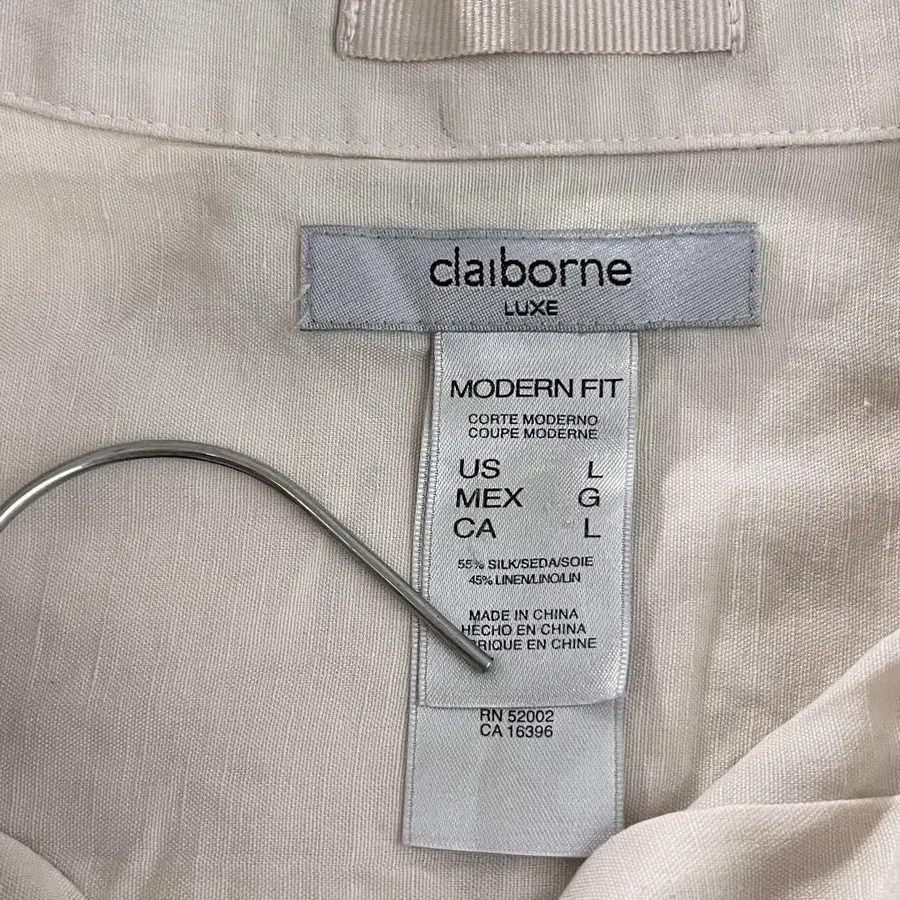 claiborne
LUXE
MODERN FIT
CORTE MODERNO
COUPE MODERNE
US L
MEX G
CA L
55% SILK/SEDA/SOIE
45% LINEN/LINO/LIN
MADE IN CHINA
HECHO EN CHINA
EN CHINE
RN 52002
CA 16396